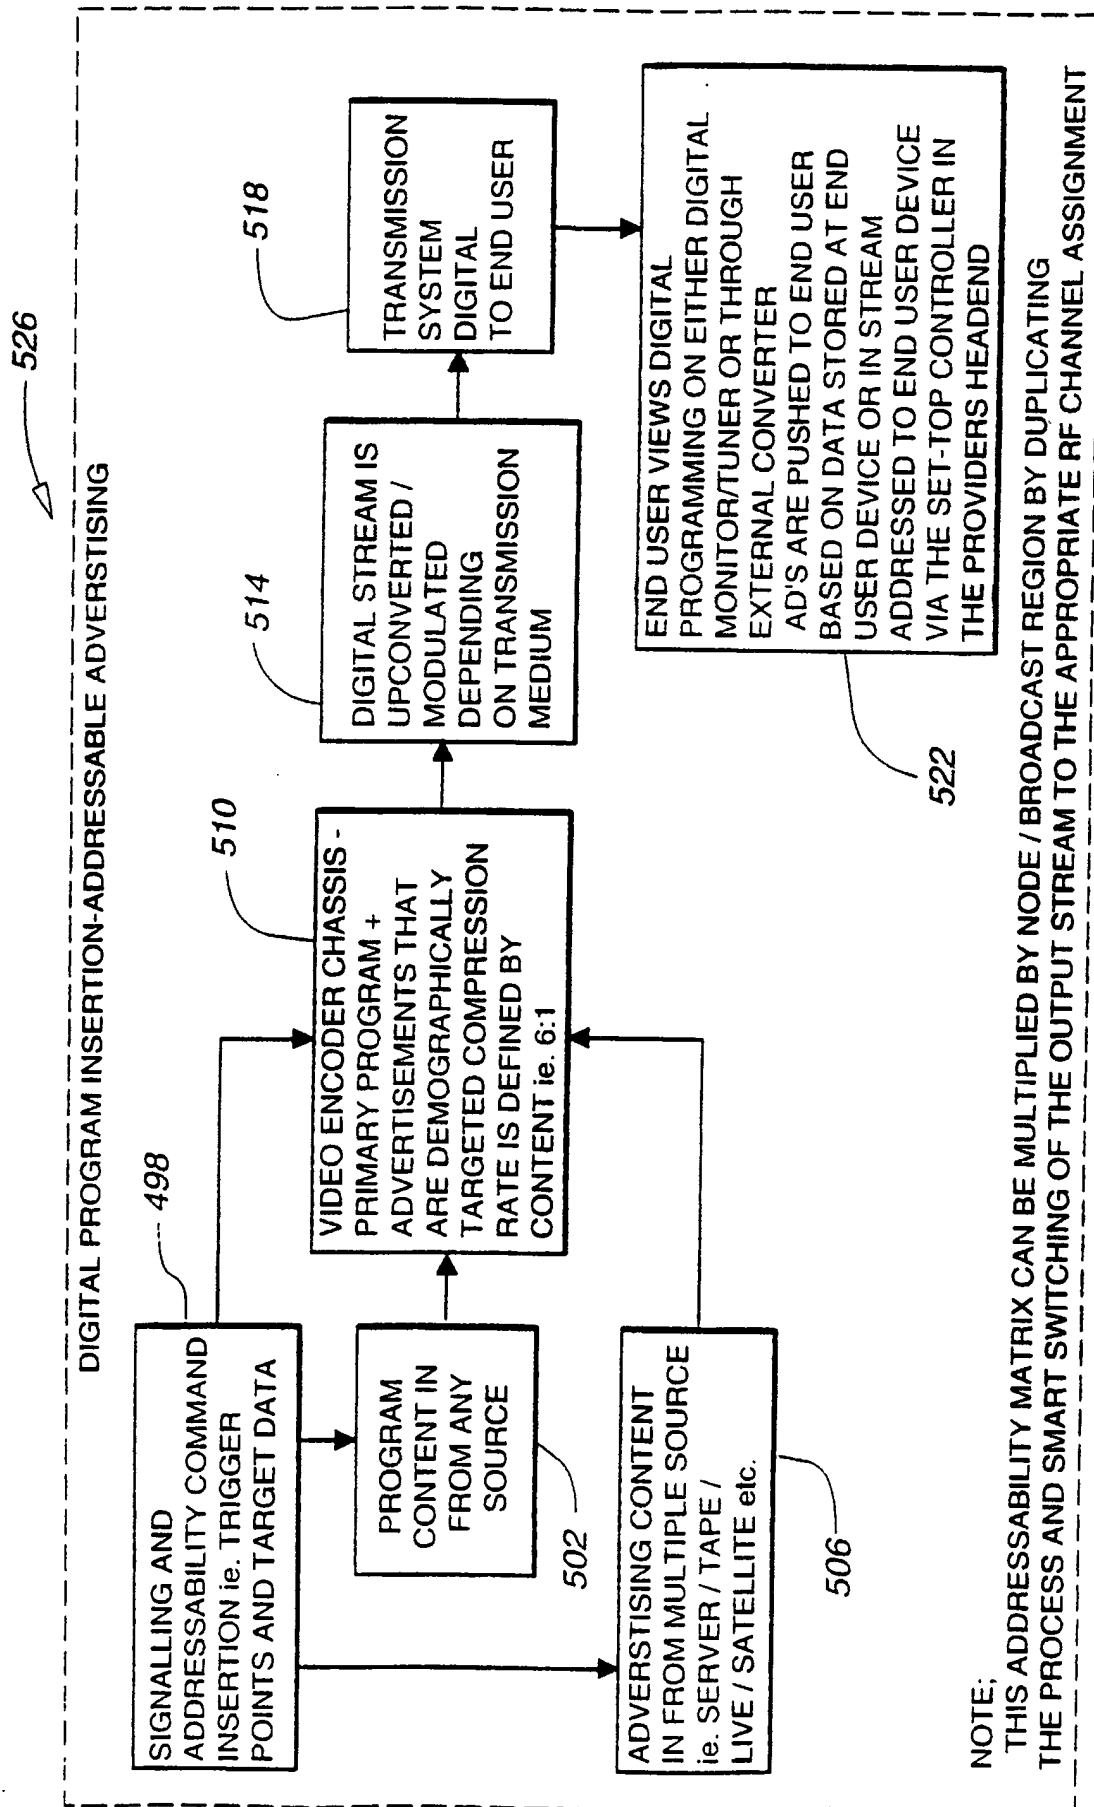 526
DIGITAL PROGRAM INSERTION-ADDRESSABLE ADVERSTISING
498
SIGNALLING AND
ADDRESSABILITY COMMAND
INSERTION ie. TRIGGER
POINTS AND TARGET DATA
PROGRAM
CONTENT IN
FROM ANY
SOURCE
502
ADVERSTISING CONTENT
IN FROM MULTIPLE SOURCE
ie. SERVER / TAPE /
LIVE / SATELLITE etc.
506
510
VIDEO ENCODER CHASSIS -
PRIMARY PROGRAM +
ADVERTISEMENTS THAT
ARE DEMOGRAPHICALLY
TARGETED COMPRESSION
RATE IS DEFINED BY
CONTENT ie. 6:1
514
DIGITAL STREAM IS
UPCONVERTED /
MODULATED
DEPENDING
ON TRANSMISSION
MEDIUM
518
TRANSMISSION
SYSTEM
DIGITAL
TO END USER
END USER VIEWS DIGITAL
PROGRAMMING ON EITHER DIGITAL
MONITOR/TUNER OR THROUGH
EXTERNAL CONVERTER
AD'S ARE PUSHED TO END USER
BASED ON DATA STORED AT END
USER DEVICE OR IN STREAM
ADDRESSED TO END USER DEVICE
VIA THE SET-TOP CONTROLLER IN
THE PROVIDERS HEADEND
522
NOTE;
THIS ADDRESSABILITY MATRIX CAN BE MULTIPLIED BY NODE / BROADCAST REGION BY DUPLICATING
THE PROCESS AND SMART SWITCHING OF THE OUTPUT STREAM TO THE APPROPRIATE RF CHANNEL ASSIGNMENT